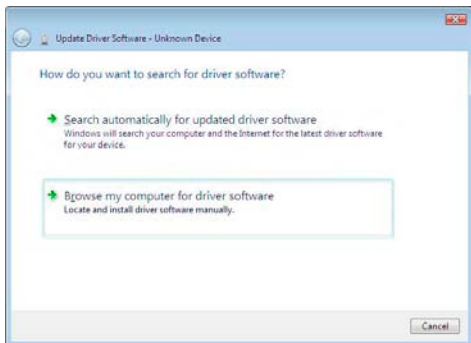 Update Driver Software - Unknown Device
How do you want to search for driver software?
Search automatically for updated driver software
Windows will search your computer and the Internet for the latest driver software
for your device.
Browse my computer for driver software
Locate and install driver software manually.
Cancel